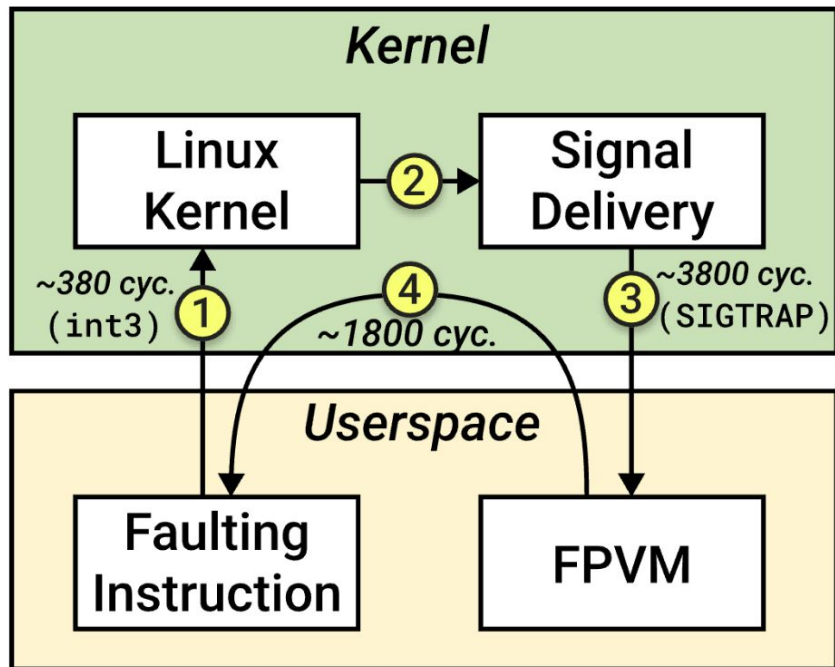 Kernel
Linux
Kernel
2
Signal
Delivery
~380 cyc.
(int3)
1
4
~1800 cyc.
3
~3800 cyc.
(SIGTRAP)
Userspace
Faulting
Instruction
FPVM